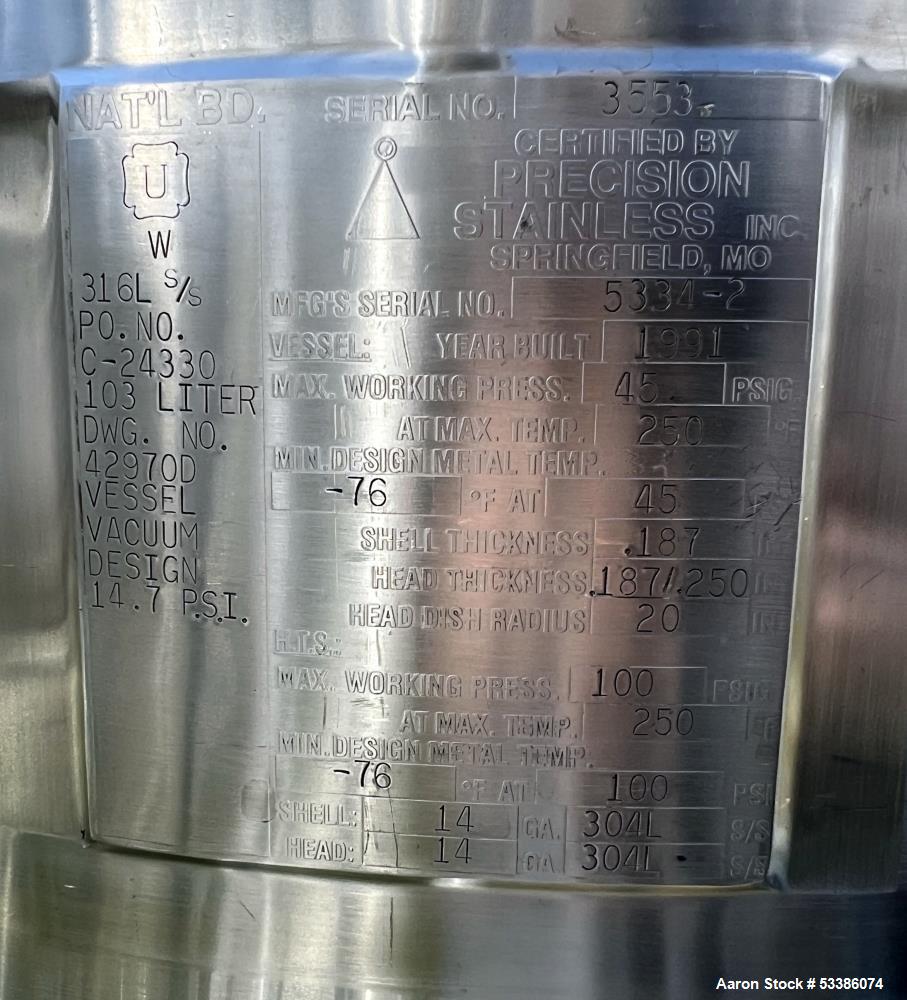 NAT'L BD. SERIAL NO. 3553
U
W
316L S/S
PO. NO.
C-24330
103 LITER
DWG. NO.
42970D
VESSEL
VACUUM
DESIGN
14.7 P.S.I.
CERTIFIED BY
PRECISION
STAINLESS INC.
SPRINGFIELD, MO
MFG'S SERIAL NO. 5334-2
VESSEL: YEAR BUILT 1991
MAX. WORKING PRESS. 45 PSIG
AT MAX. TEMP. 250 °F
MIN. DESIGN METAL TEMP.
-76 °F AT 45
SHELL THICKNESS .187 IN
HEAD THICKNESS .187/.250 IN
HEAD DISH RADIUS 20 IN
H.T.S.:
MAX. WORKING PRESS. 100 PSIG
AT MAX. TEMP. 250 °F
MIN. DESIGN METAL TEMP.
-76 °F AT 100 PSI
SHELL: 14 GA. 304L S/S
HEAD: 14 GA 304L S/S
Aaron Stock # 53386074